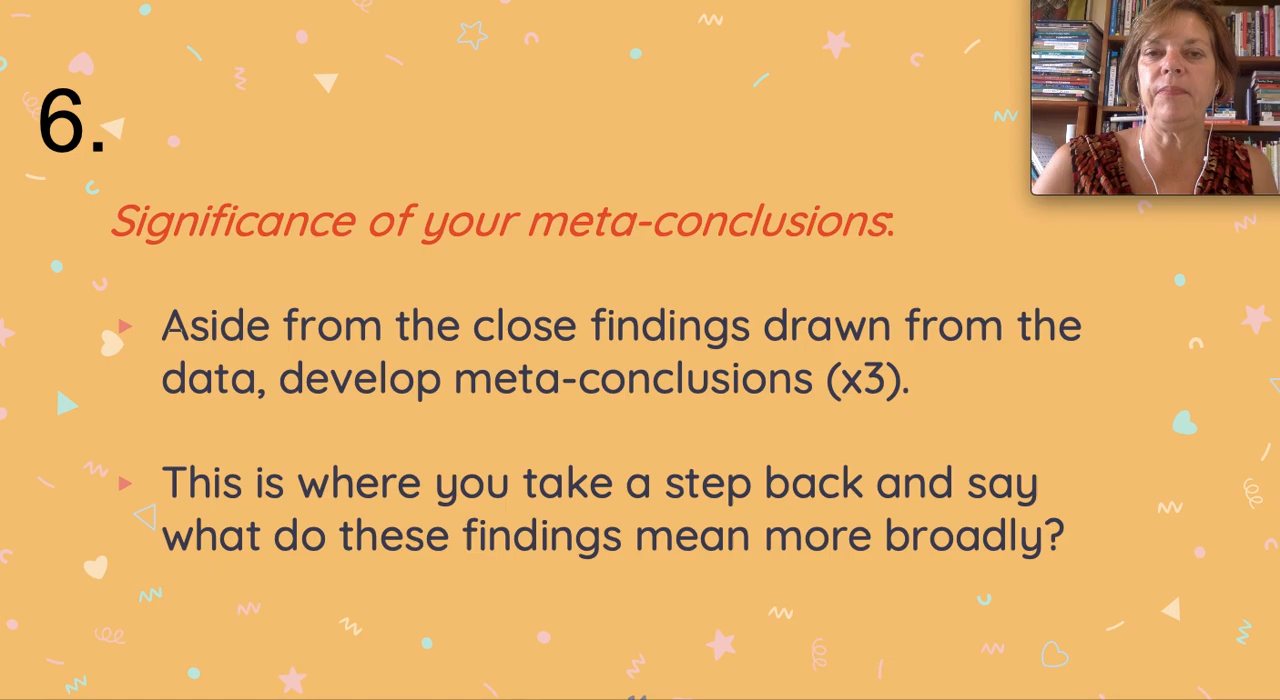 6.
Significance of your meta-conclusions:
Aside from the close findings drawn from the
data, develop meta-conclusions (x3).
This is where you take a step back and say
what do these findings mean more broadly?